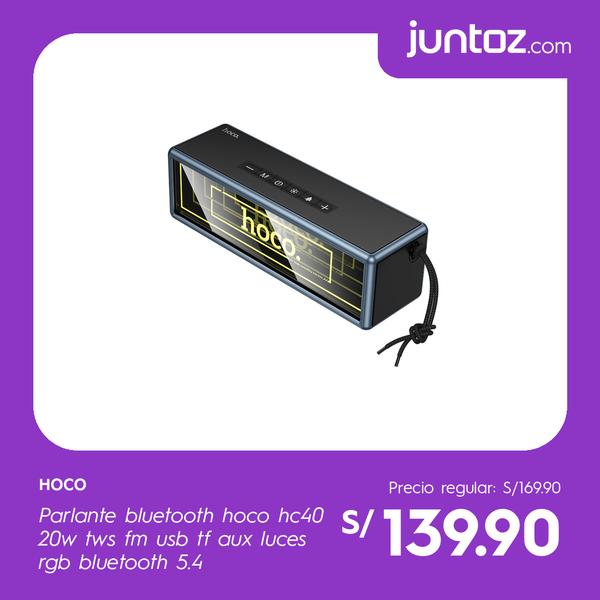 juntoz.com
hoco.
M
hoco.
HOCO
Parlante bluetooth hoco hc40
20w tws fm usb tf aux luces
rgb bluetooth 5.4
Precio regular: S/169.90
S/139.90